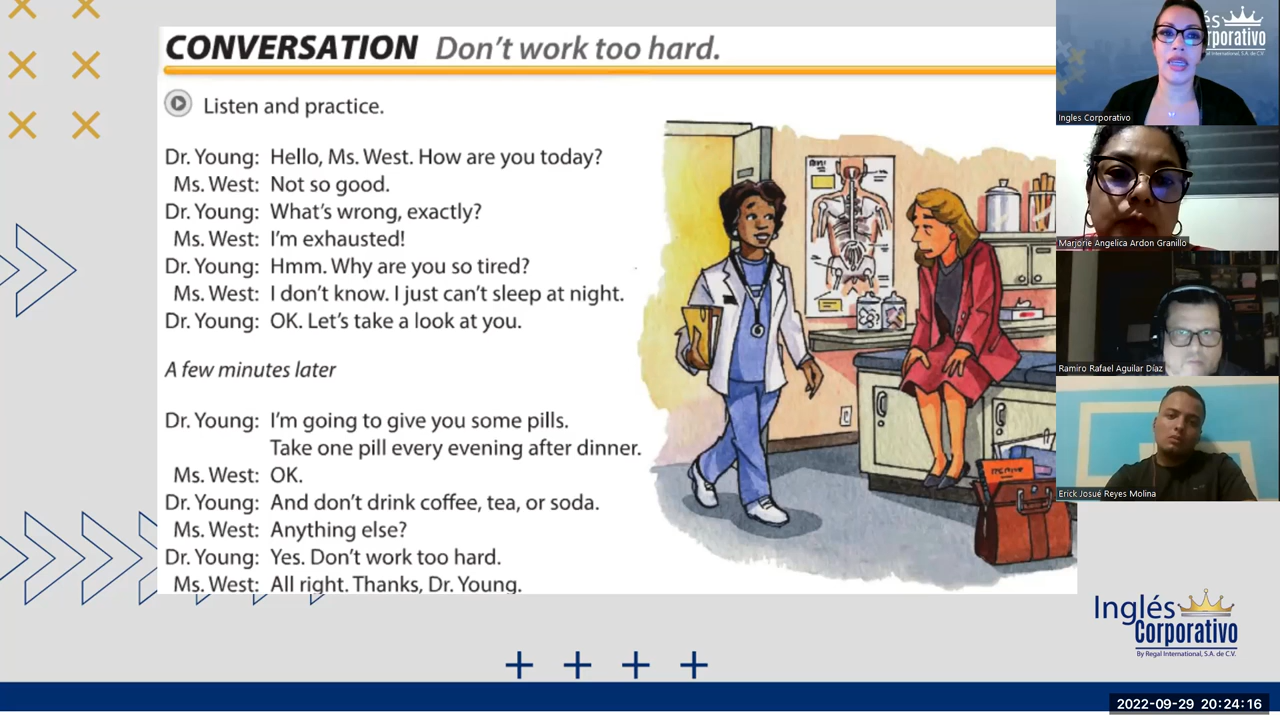 CONVERSATION Don't work too hard.
Listen and practice.
Dr. Young: Hello, Ms. West. How are you today?
Ms. West: Not so good.
Dr. Young: What's wrong, exactly?
Ms. West: I'm exhausted!
Dr. Young: Hmm. Why are you so tired?
Ms. West: I don't know. I just can't sleep at night.
Dr. Young: OK. Let's take a look at you.
A few minutes later
Dr. Young: I'm going to give you some pills.
Take one pill every evening after dinner.
Ms. West: OK.
Dr. Young: And don't drink coffee, tea, or soda.
Ms. West: Anything else?
Dr. Young: Yes. Don't work too hard.
Ms. West: All right. Thanks, Dr. Young.
Ingles Corporativo
Marjorie Angelica Ardon Granillo
Ramiro Rafael Aguilar Díaz
Erick Josué Reyes Molina
Inglés
Corporativo
By Regal International, S.A. de C.V.
2022-09-29 20:24:16